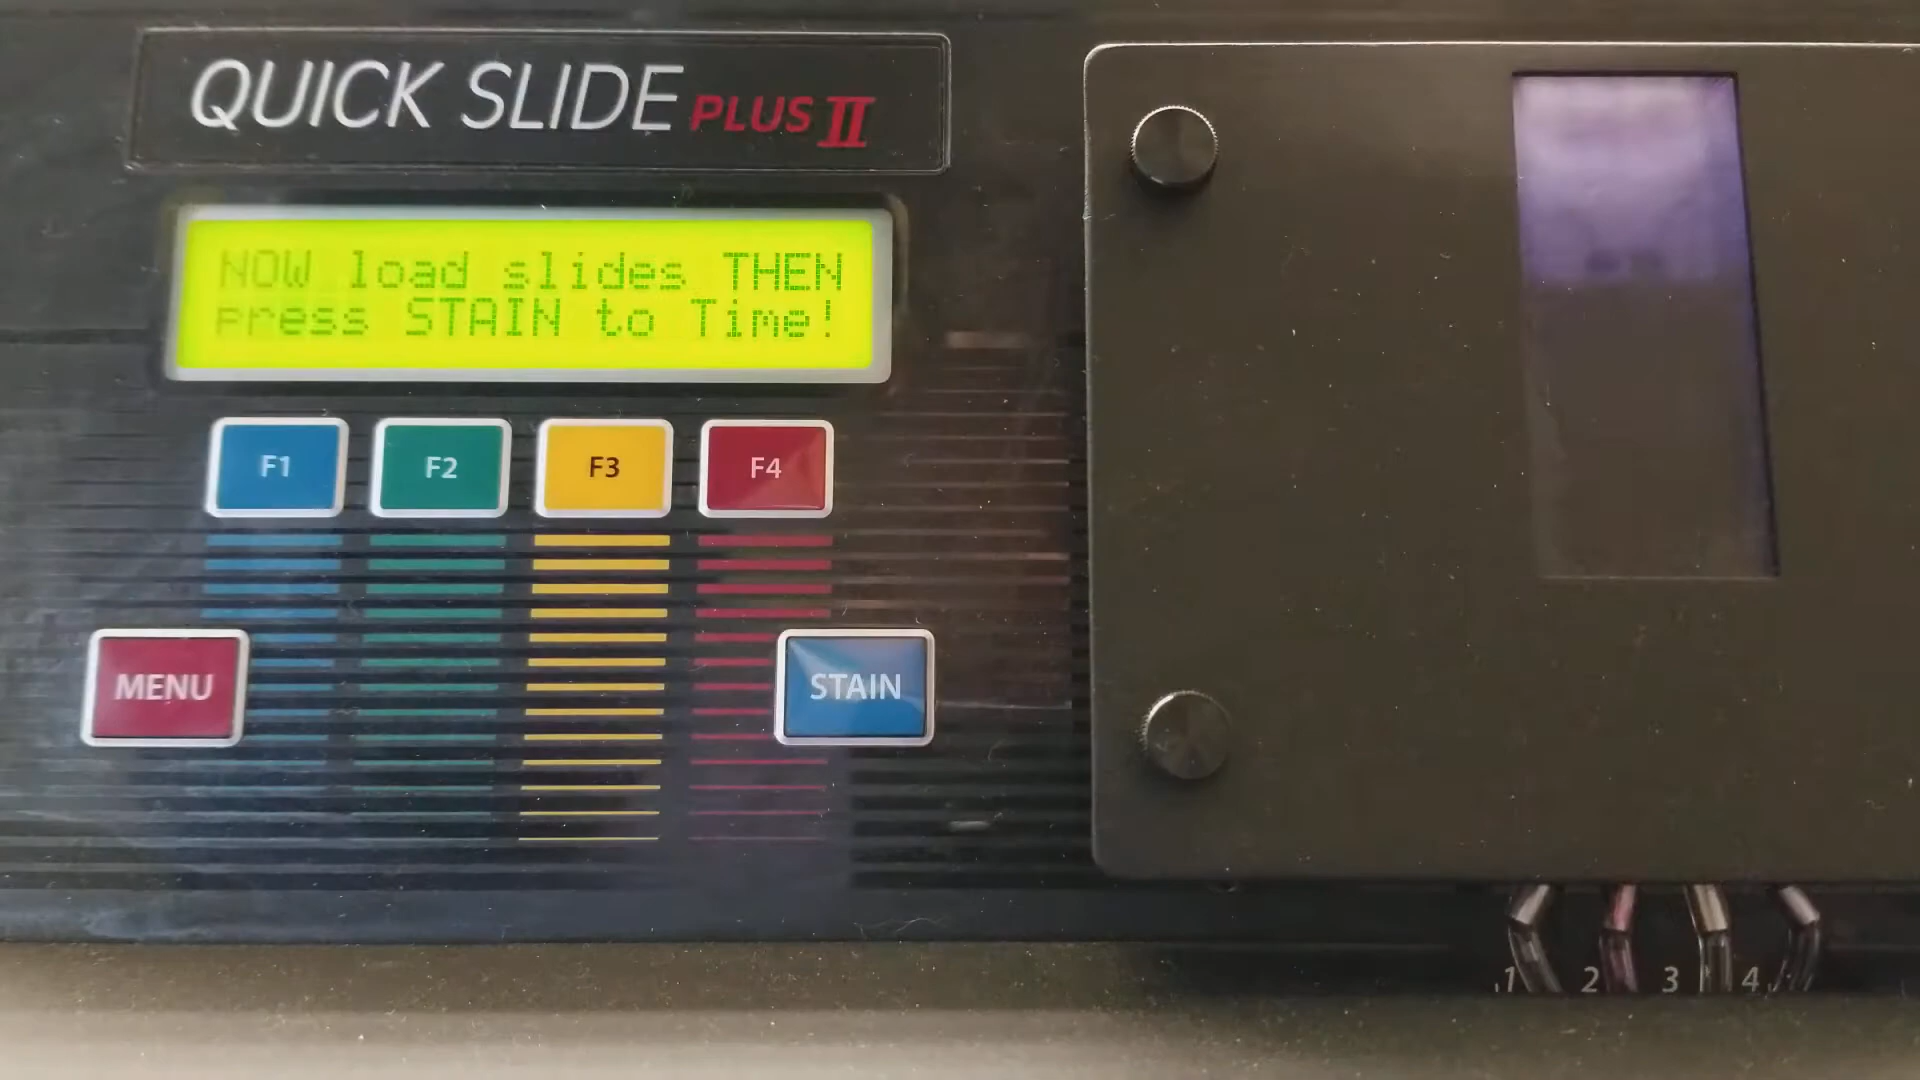 QUICK SLIDE PLUS II
NOW load slides THEN
press STAIN to Time!
F1 F2 F3 F4
MENU STAIN
1 2 3 4